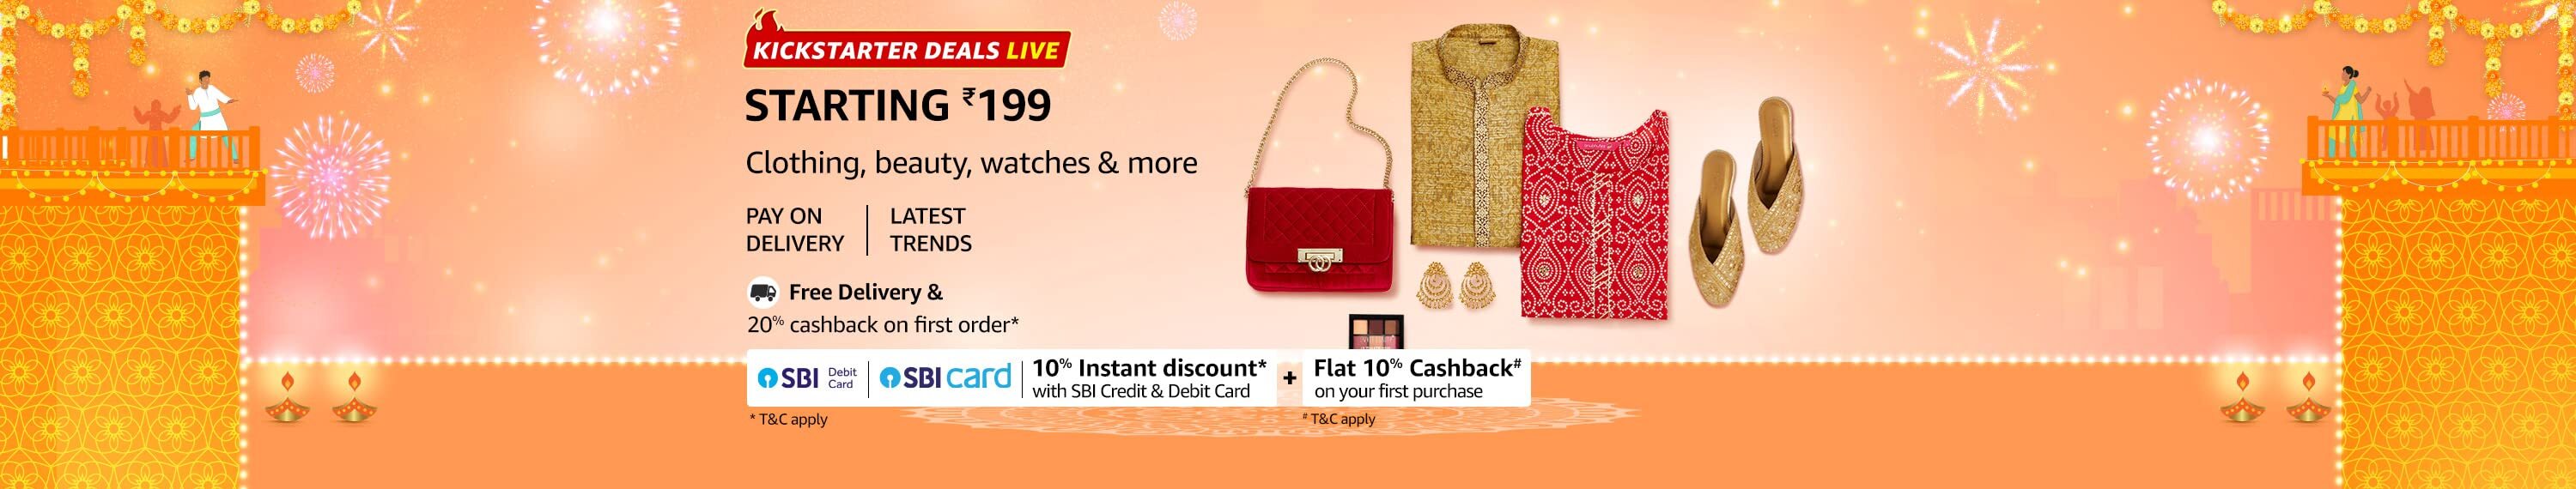 KICKSTARTER DEALS LIVE
STARTING ₹199
Clothing, beauty, watches & more
PAY ON
DELIVERY
LATEST
TRENDS
Free Delivery &
20% cashback on first order*
SBI Debit
Card
SBI card
10% Instant discount*
with SBI Credit & Debit Card
+
Flat 10% Cashback#
on your first purchase
* T&C apply
# T&C apply